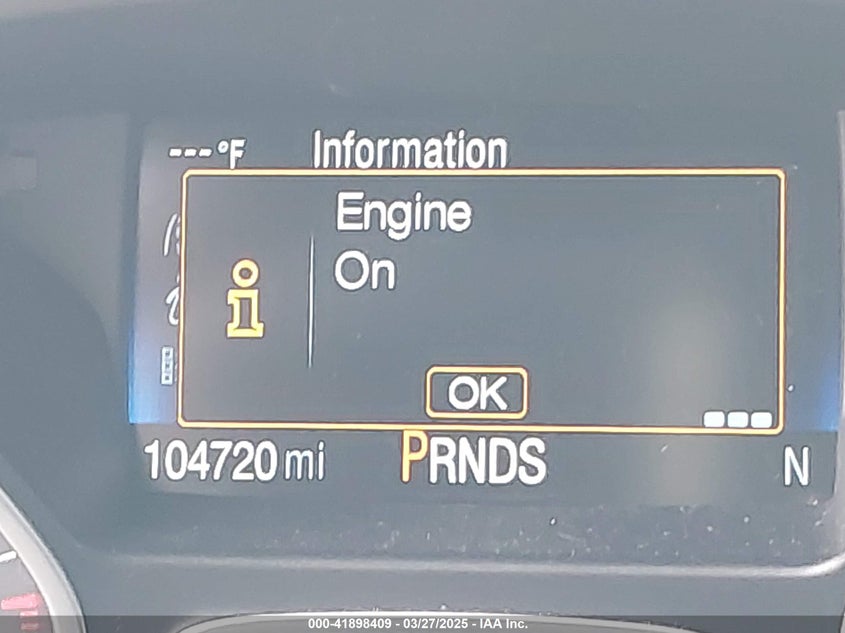 ---°F Information
Engine
On
OK
104720 mi PRNDS N
000-41898409 - 03/27/2025 - IAA Inc.